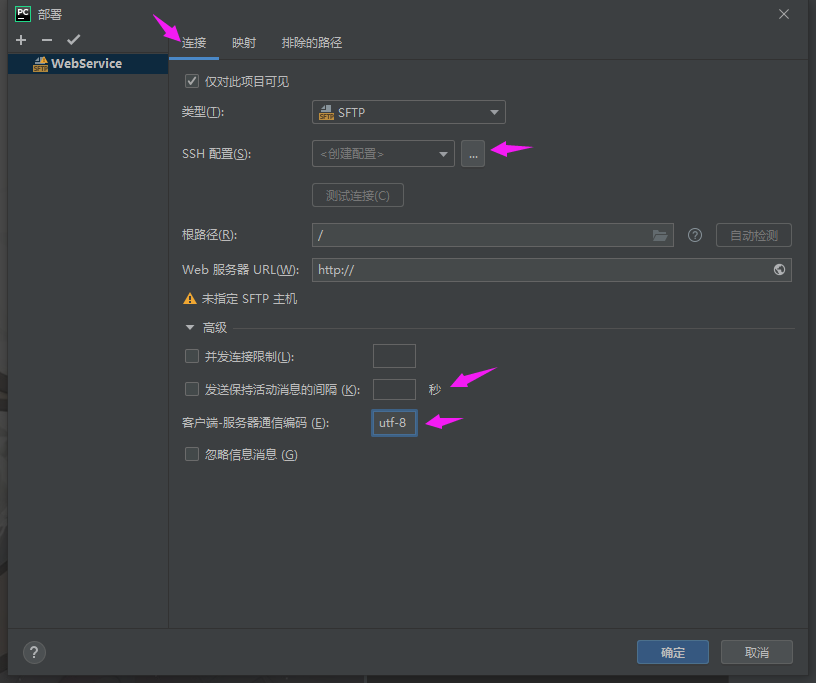 PC 部署
连接 映射 排除的路径
SFTP WebService
仅对此项目可见
类型(T): SFTP SFTP
SSH 配置(S): <创建配置> ...
测试连接(C)
根路径(R): / ? 自动检测
Web 服务器 URL(W): http://
未指定 SFTP 主机
高级
并发连接限制(L):
发送保持活动消息的间隔 (K): 秒
客户端-服务器通信编码 (E): utf-8
忽略信息消息 (G)
? 确定 取消